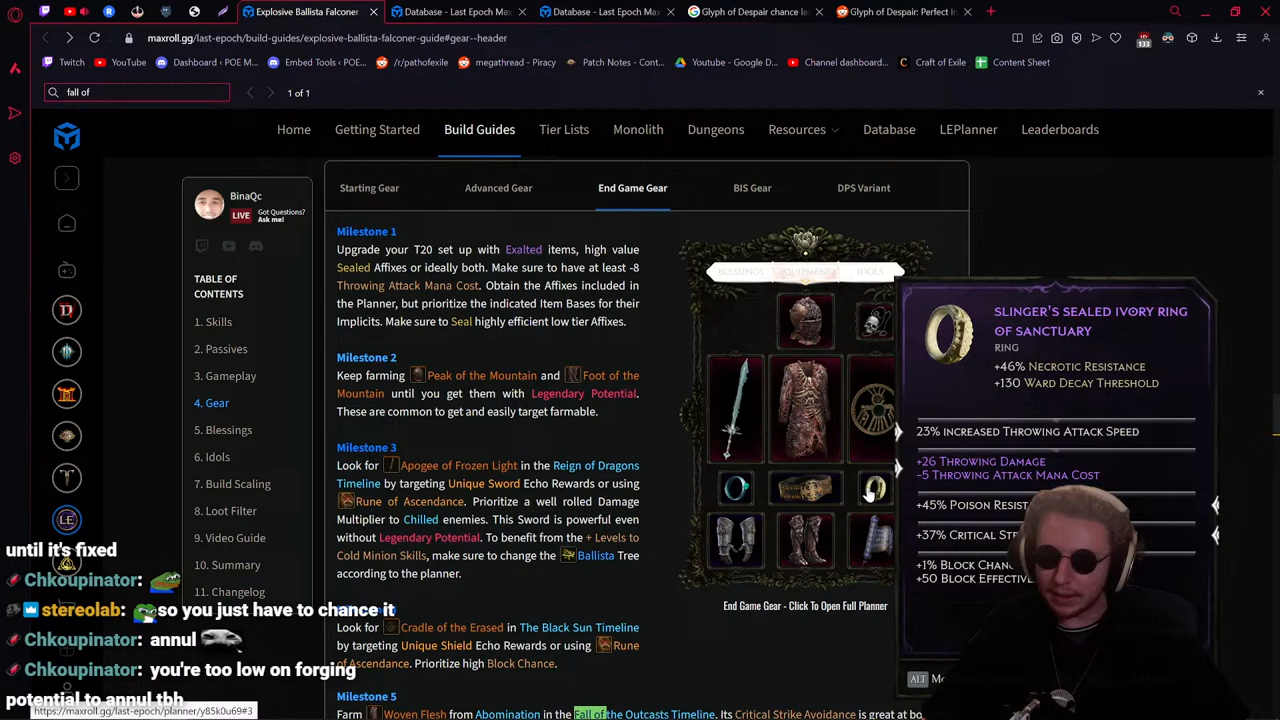 Explosive Ballista Falconer
Database - Last Epoch Max
Database - Last Epoch Max
Glyph of Despair chance la
Glyph of Despair: Perfect I
maxroll.gg/last-epoch/build-guides/explosive-ballista-falconer-guide#gear--header
133
Twitch
YouTube
Dashboard ‹ POE M...
Embed Tools ‹ POE...
/r/pathofexile
megathread - Piracy
Patch Notes - Cont...
Youtube - Google D...
Channel dashboard...
Craft of Exile
Content Sheet
fall of
1 of 1
Home
Getting Started
Build Guides
Tier Lists
Monolith
Dungeons
Resources
Database
LEPlanner
Leaderboards
BinaQc
LIVE
Got Questions?
Ask me!
TABLE OF
CONTENTS
1. Skills
2. Passives
3. Gameplay
4. Gear
5. Blessings
6. Idols
7. Build Scaling
8. Loot Filter
9. Video Guide
10. Summary
11. Changelog
Starting Gear
Advanced Gear
End Game Gear
BIS Gear
DPS Variant
Milestone 1
Upgrade your T20 set up with Exalted items, high value
Sealed Affixes or ideally both. Make sure to have at least -8
Throwing Attack Mana Cost. Obtain the Affixes included in
the Planner, but prioritize the indicated Item Bases for their
Implicits. Make sure to Seal highly efficient low tier Affixes.
Milestone 2
Keep farming Peak of the Mountain and Foot of the
Mountain until you get them with Legendary Potential.
These are common to get and easily target farmable.
Milestone 3
Look for Apogee of Frozen Light in the Reign of Dragons
Timeline by targeting Unique Sword Echo Rewards or using
Rune of Ascendance. Prioritize a well rolled Damage
Multiplier to Chilled enemies. This Sword is powerful even
without Legendary Potential. To benefit from the + Levels to
Cold Minion Skills, make sure to change the Ballista Tree
according to the planner.
Look for Cradle of the Erased in The Black Sun Timeline
by targeting Unique Shield Echo Rewards or using Rune
of Ascendance. Prioritize high Block Chance.
Milestone 5
Farm Woven Flesh from Abomination in the Fall of the Outcasts Timeline. Its Critical Strike Avoidance is great at bo
BLESSINGS
EQUIPMENT
IDOLS
End Game Gear - Click To Open Full Planner
SLINGER'S SEALED IVORY RING
OF SANCTUARY
RING
+46% NECROTIC RESISTANCE
+130 WARD DECAY THRESHOLD
23% INCREASED THROWING ATTACK SPEED
+26 THROWING DAMAGE
-5 THROWING ATTACK MANA COST
+45% POISON RESIST
+37% CRITICAL STR
+1% BLOCK CHANC
+50 BLOCK EFFECTIVE
ALT
until it's fixed
Chkoupinator:
stereolab: so you just have to chance it
Chkoupinator: annul
Chkoupinator: you're too low on forging
potential to annul tbh
https://maxroll.gg/last-epoch/planner/y85k0u69#3